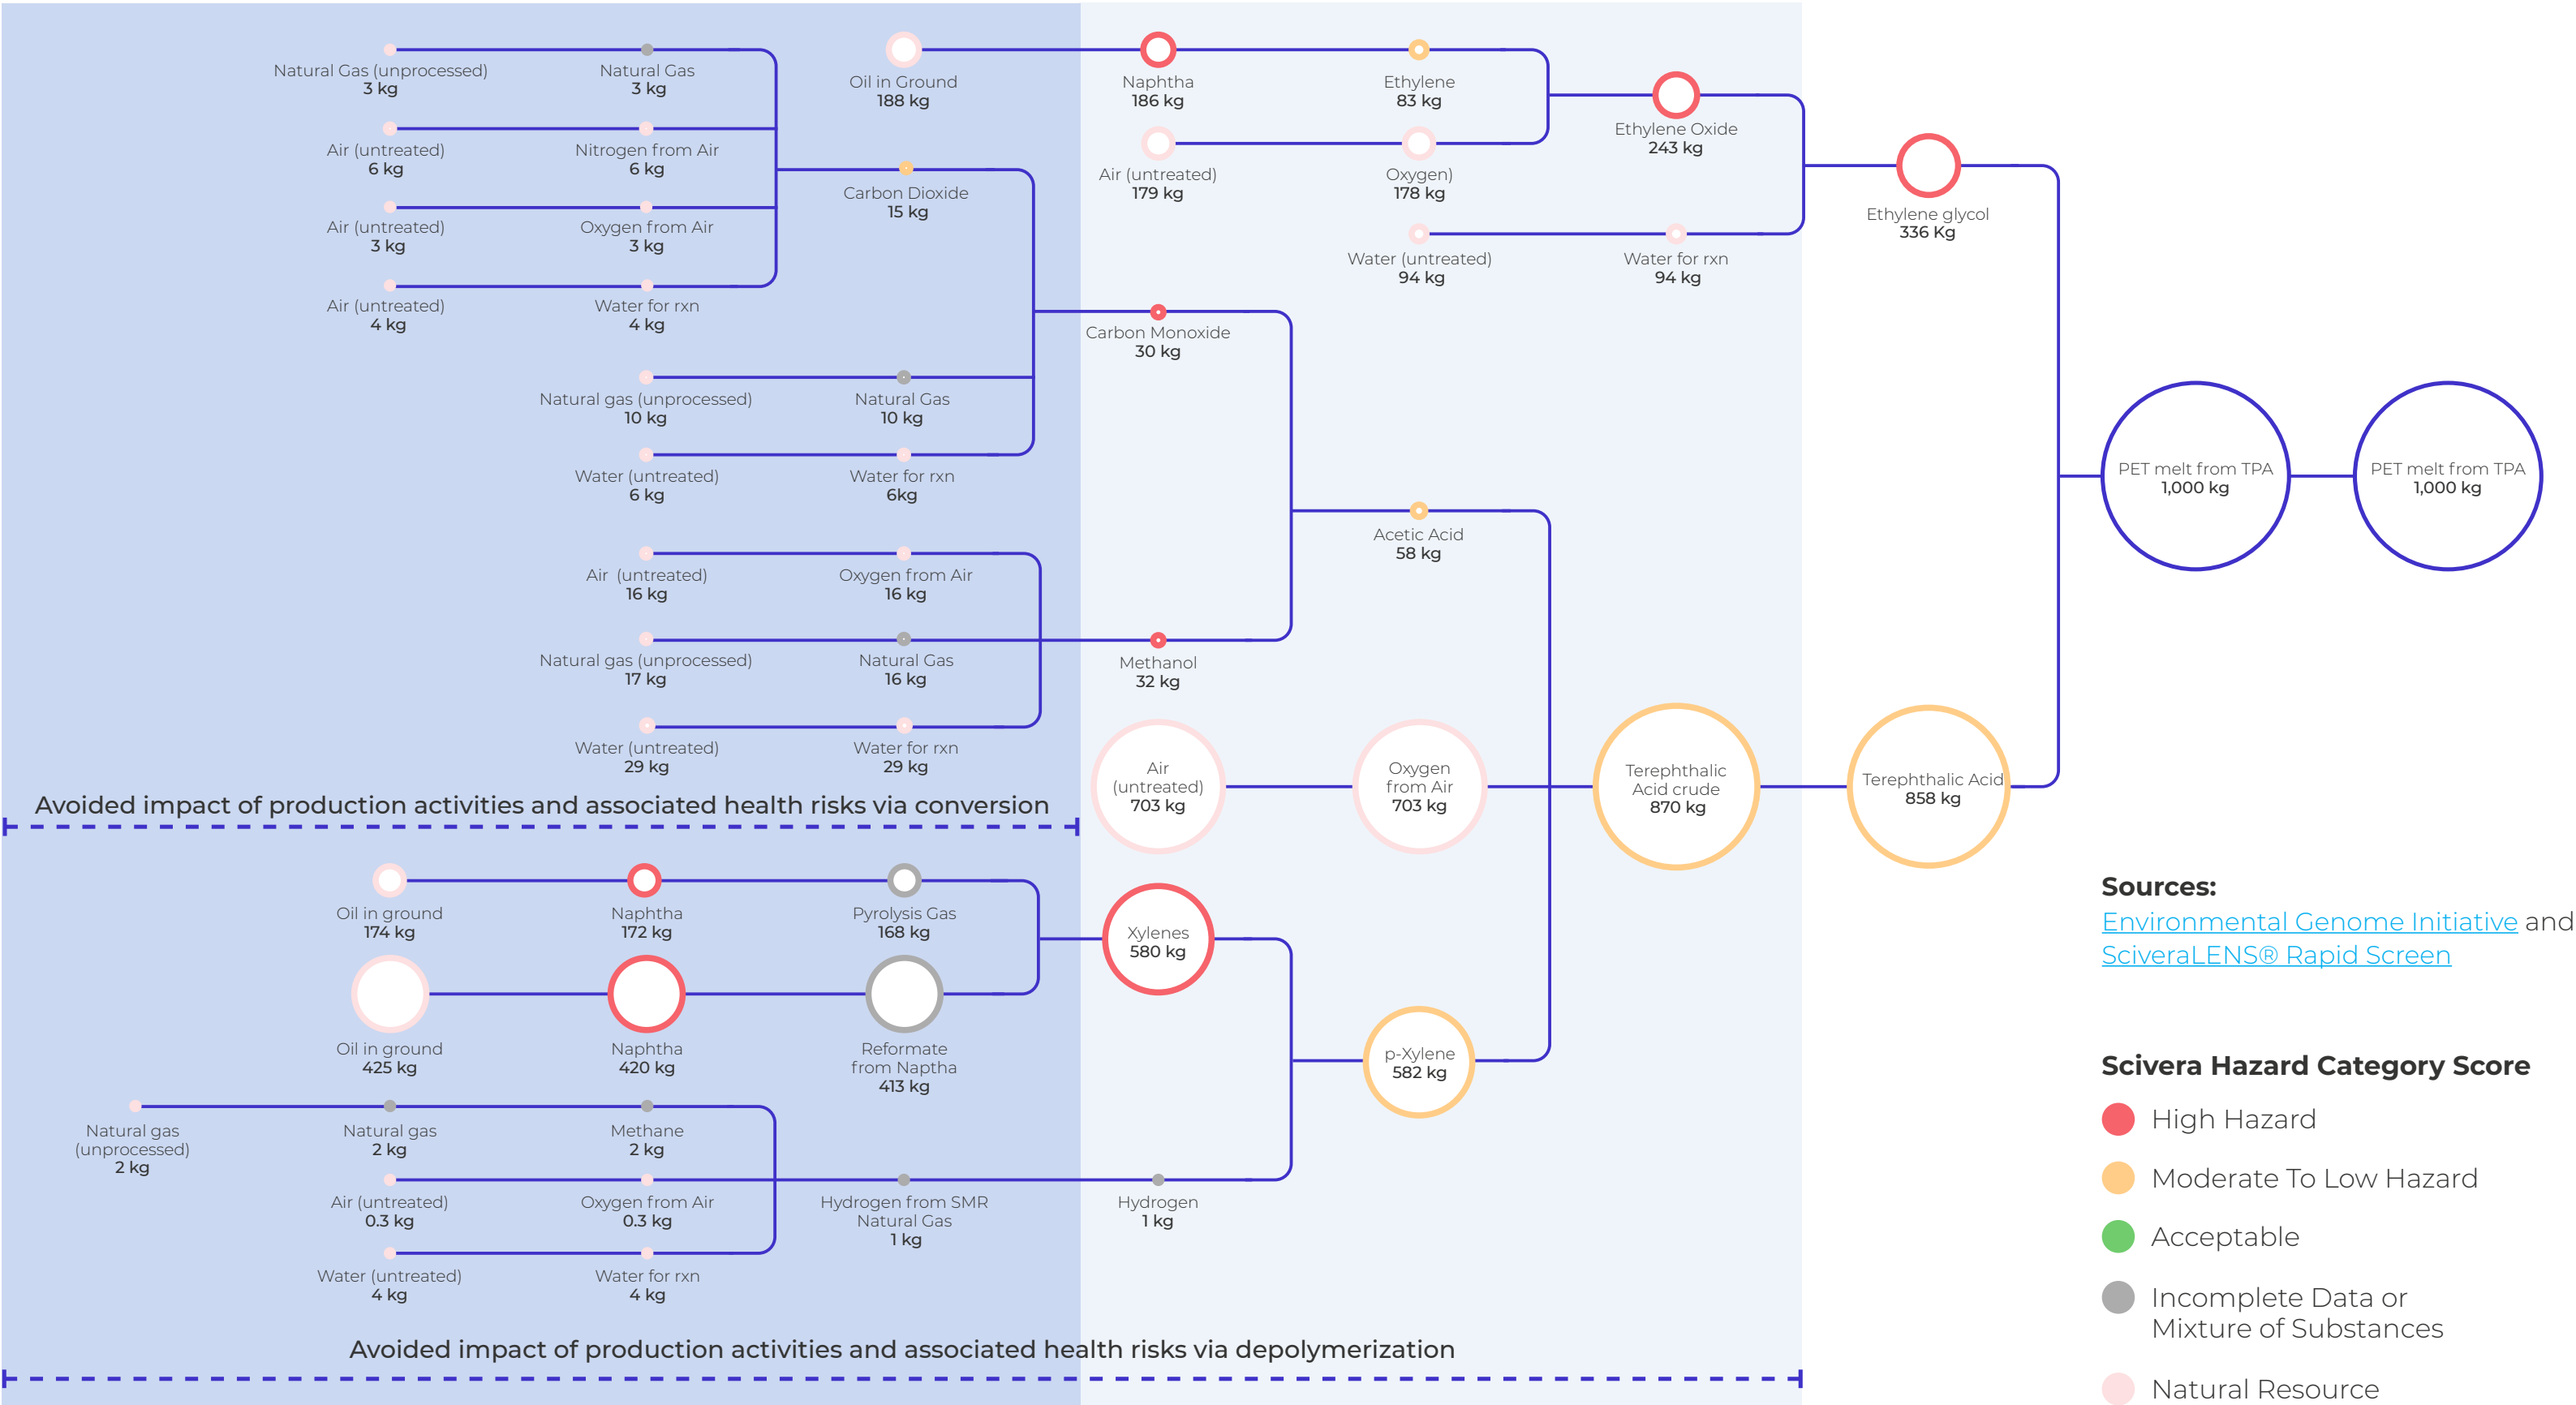 Natural Gas (unprocessed)
3 kg
Natural Gas
3 kg
Oil in Ground
188 kg
Naphtha
186 kg
Ethylene
83 kg
Ethylene Oxide
243 kg
Air (untreated)
6 kg
Nitrogen from Air
6 kg
Air (untreated)
179 kg
Oxygen)
178 kg
Carbon Dioxide
15 kg
Ethylene glycol
336 Kg
Air (untreated)
3 kg
Oxygen from Air
3 kg
Water (untreated)
94 kg
Water for rxn
94 kg
Air (untreated)
4 kg
Water for rxn
4 kg
Carbon Monoxide
30 kg
Natural gas (unprocessed)
10 kg
Natural Gas
10 kg
Water (untreated)
6 kg
Water for rxn
6kg
PET melt from TPA
1,000 kg
PET melt from TPA
1,000 kg
Acetic Acid
58 kg
Air (untreated)
16 kg
Oxygen from Air
16 kg
Natural gas (unprocessed)
17 kg
Natural Gas
16 kg
Methanol
32 kg
Water (untreated)
29 kg
Water for rxn
29 kg
Air
(untreated)
703 kg
Oxygen
from Air
703 kg
Terephthalic
Acid crude
870 kg
Terephthalic Acid
858 kg
Avoided impact of production activities and associated health risks via conversion
Oil in ground
174 kg
Naphtha
172 kg
Pyrolysis Gas
168 kg
Xylenes
580 kg
Oil in ground
425 kg
Naphtha
420 kg
Reformate
from Naptha
413 kg
p-Xylene
582 kg
Natural gas
(unprocessed)
2 kg
Natural gas
2 kg
Methane
2 kg
Air (untreated)
0.3 kg
Oxygen from Air
0.3 kg
Hydrogen from SMR
Natural Gas
1 kg
Hydrogen
1 kg
Water (untreated)
4 kg
Water for rxn
4 kg
Avoided impact of production activities and associated health risks via depolymerization
Sources:
Environmental Genome Initiative and
SciveraLENS® Rapid Screen
Scivera Hazard Category Score
High Hazard
Moderate To Low Hazard
Acceptable
Incomplete Data or
Mixture of Substances
Natural Resource